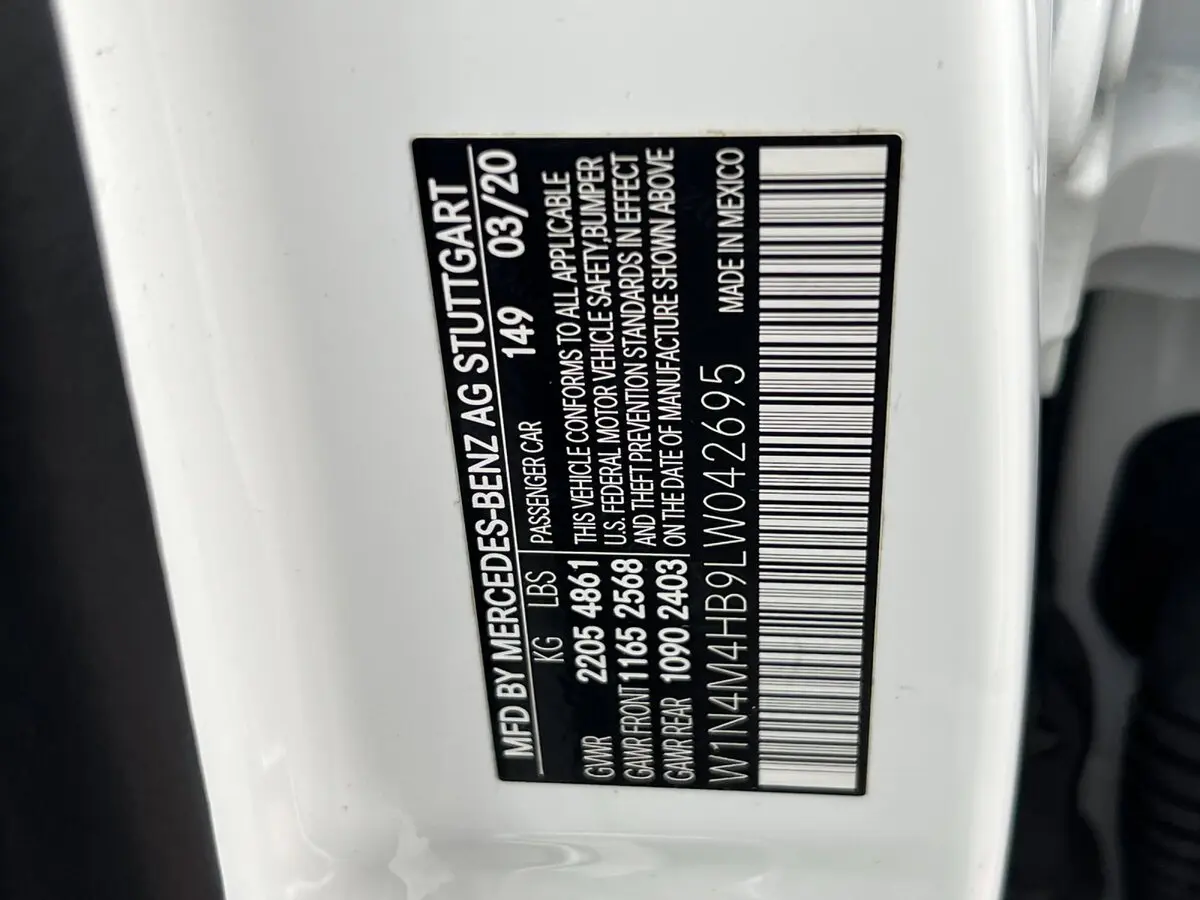 MFD BY MERCEDES-BENZ AG STUTTGART
KG LBS 149 03/20
GVWR 2205 4861
GAWR FRONT 1165 2568
GAWR REAR 1090 2403
PASSENGER CAR
THIS VEHICLE CONFORMS TO ALL APPLICABLE
U.S. FEDERAL MOTOR VEHICLE SAFETY,BUMPER
AND THEFT PREVENTION STANDARDS IN EFFECT
ON THE DATE OF MANUFACTURE SHOWN ABOVE
W1N4M4HB9LW042695 MADE IN MEXICO